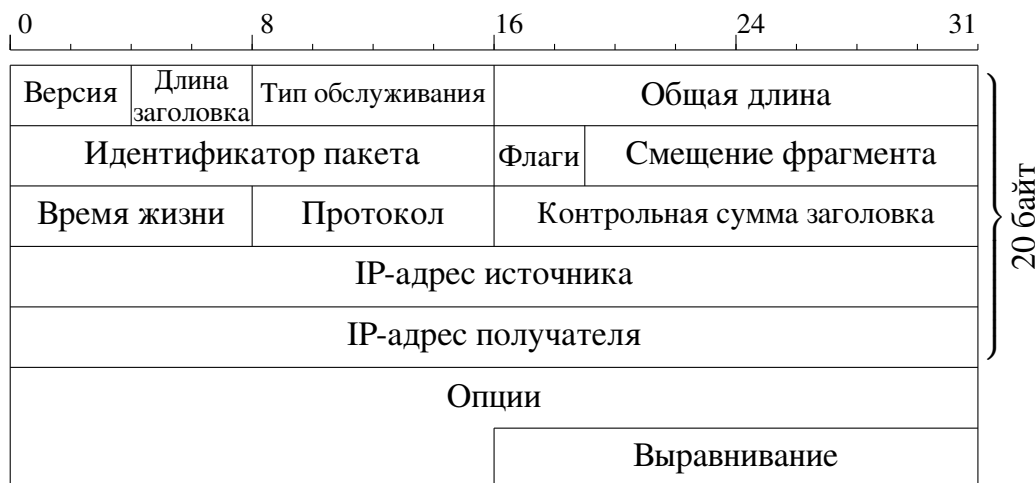 0 8 16 24 31
Версия Длина заголовка Тип обслуживания Общая длина
Идентификатор пакета Флаги Смещение фрагмента
Время жизни Протокол Контрольная сумма заголовка
20 байт
IP-адрес источника
IP-адрес получателя
Опции
Выравнивание